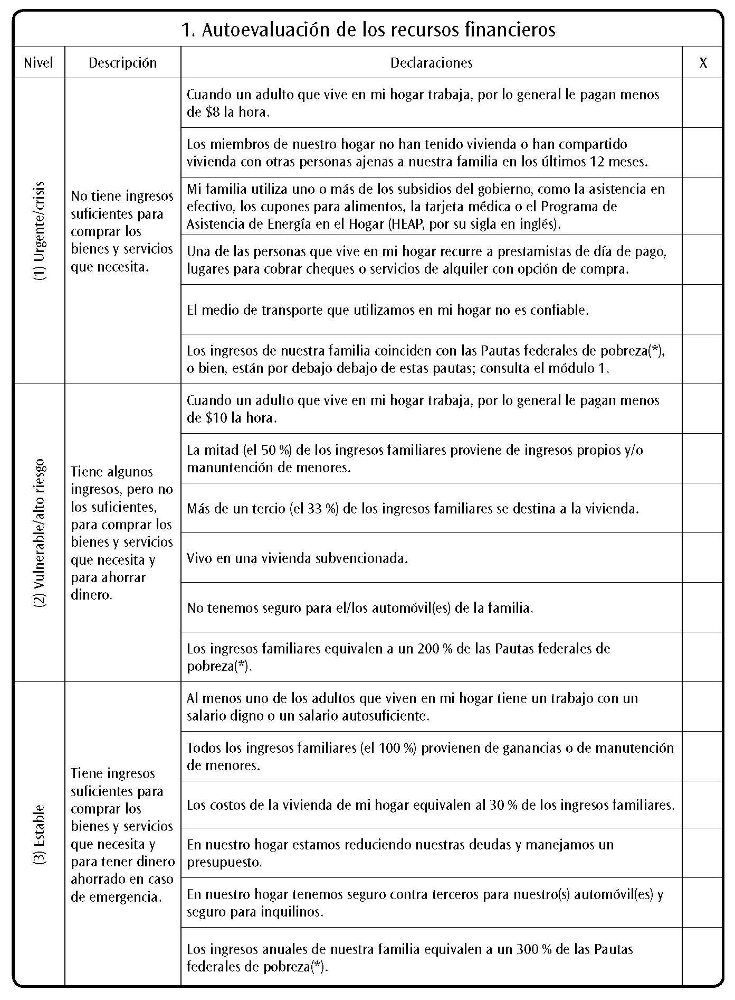 1. Autoevaluación de los recursos financieros
Nivel
Descripción
Declaraciones
X
(1) Urgente/crisis
No tiene ingresos
suficientes para
comprar los
bienes y servicios
que necesita.
Cuando un adulto que vive en mi hogar trabaja, por lo general le pagan menos
de $8 la hora.
Los miembros de nuestro hogar no han tenido vivienda o han compartido
vivienda con otras personas ajenas a nuestra familia en los últimos 12 meses.
Mi familia utiliza uno o más de los subsidios del gobierno, como la asistencia en
efectivo, los cupones para alimentos, la tarjeta médica o el Programa de
Asistencia de Energía en el Hogar (HEAP, por su sigla en inglés).
Una de las personas que vive en mi hogar recurre a prestamistas de día de pago,
lugares para cobrar cheques o servicios de alquiler con opción de compra.
El medio de transporte que utilizamos en mi hogar no es confiable.
Los ingresos de nuestra familia coinciden con las Pautas federales de pobreza(*),
o bien, están por debajo debajo de estas pautas; consulta el módulo 1.
(2) Vulnerable/alto riesgo
Tiene algunos
ingresos, pero no
los suficientes,
para comprar los
bienes y servicios
que necesita y
para ahorrar
dinero.
Cuando un adulto que vive en mi hogar trabaja, por lo general le pagan menos
de $10 la hora.
La mitad (el 50 %) de los ingresos familiares proviene de ingresos propios y/o
manuntención de menores.
Más de un tercio (el 33 %) de los ingresos familiares se destina a la vivienda.
Vivo en una vivienda subvencionada.
No tenemos seguro para el/los automóvil(es) de la familia.
Los ingresos familiares equivalen a un 200 % de las Pautas federales de
pobreza(*).
(3) Estable
Tiene ingresos
suficientes para
comprar los
bienes y servicios
que necesita y
para tener dinero
ahorrado en caso
de emergencia.
Al menos uno de los adultos que viven en mi hogar tiene un trabajo con un
salario digno o un salario autosuficiente.
Todos los ingresos familiares (el 100 %) provienen de ganancias o de manutención
de menores.
Los costos de la vivienda de mi hogar equivalen al 30 % de los ingresos familiares.
En nuestro hogar estamos reduciendo nuestras deudas y manejamos un
presupuesto.
En nuestro hogar tenemos seguro contra terceros para nuestro(s) automóvil(es) y
seguro para inquilinos.
Los ingresos anuales de nuestra familia equivalen a un 300 % de las Pautas
federales de pobreza(*).